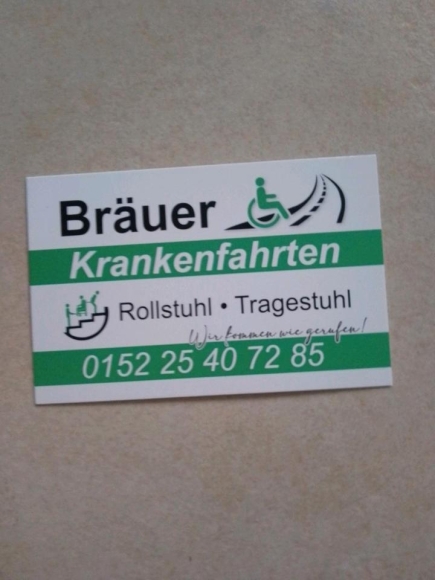 Bräuer
Krankenfahrten
Rollstuhl • Tragestuhl
Wir kommen wie gerufen!
0152 25 40 72 85